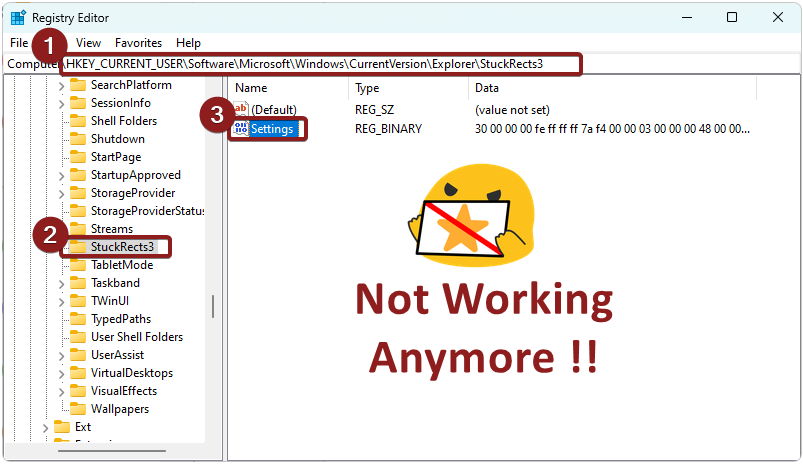 Registry Editor
File View Favorites Help
1
Computer\HKEY_CURRENT_USER\Software\Microsoft\Windows\CurrentVersion\Explorer\StuckRects3
Name Type Data
(Default) REG_SZ (value not set)
3
Settings REG_BINARY 30 00 00 00 fe ff ff ff 7a f4 00 00 03 00 00 00 48 00 00...
SearchPlatform
SessionInfo
Shell Folders
Shutdown
StartPage
StartupApproved
StorageProvider
StorageProviderStatus
Streams
2
StuckRects3
TabletMode
Taskband
TWinUI
TypedPaths
User Shell Folders
UserAssist
VirtualDesktops
VisualEffects
Wallpapers
Ext
Not Working
Anymore !!